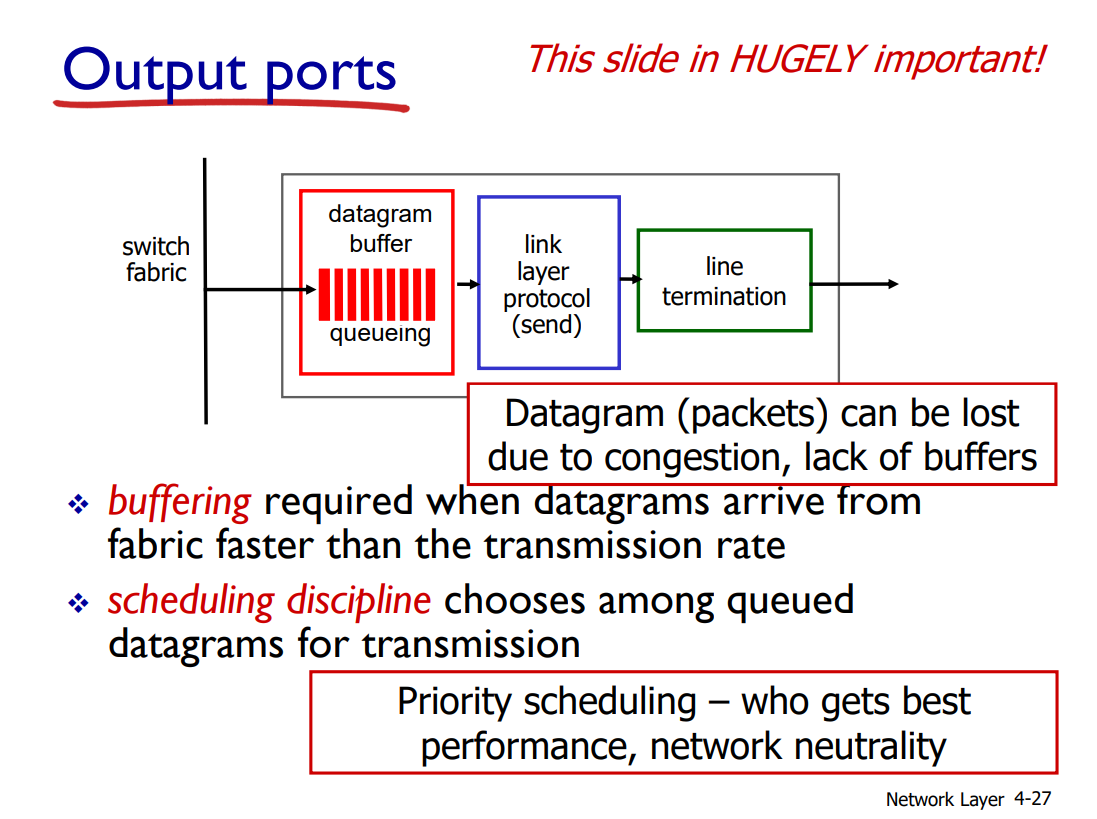 Output ports
This slide in HUGELY important!
switch
fabric
datagram
buffer
queueing
link
layer
protocol
(send)
line
termination
Datagram (packets) can be lost
due to congestion, lack of buffers
buffering required when datagrams arrive from
fabric faster than the transmission rate
scheduling discipline chooses among queued
datagrams for transmission
Priority scheduling – who gets best
performance, network neutrality
Network Layer 4-27